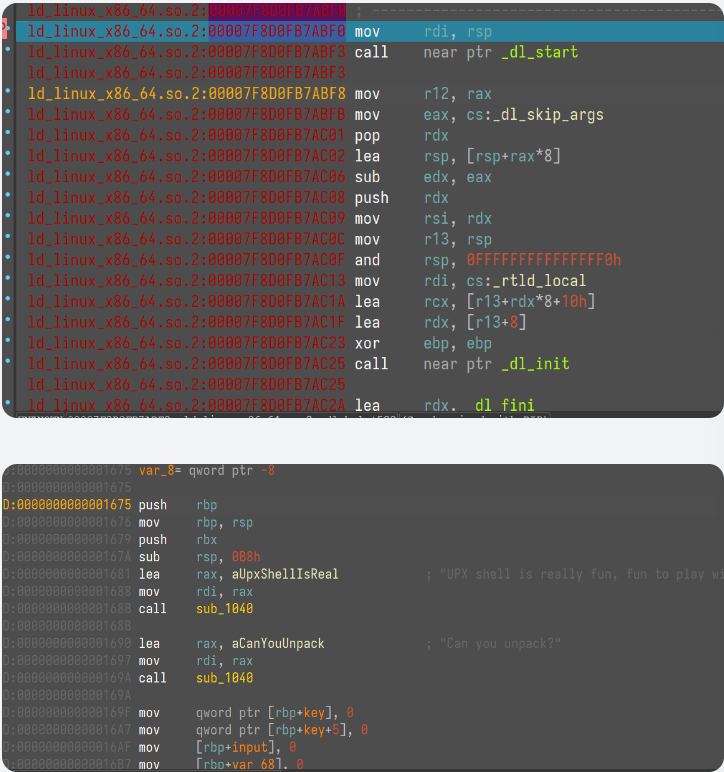 ld_linux_x86_64.so.2:00007F8D0FB7ABF0 ; ----------------------------------------
ld_linux_x86_64.so.2:00007F8D0FB7ABF0 mov rdi, rsp
ld_linux_x86_64.so.2:00007F8D0FB7ABF3 call near ptr _dl_start
ld_linux_x86_64.so.2:00007F8D0FB7ABF3
ld_linux_x86_64.so.2:00007F8D0FB7ABF8 mov r12, rax
ld_linux_x86_64.so.2:00007F8D0FB7ABFB mov eax, cs:_dl_skip_args
ld_linux_x86_64.so.2:00007F8D0FB7AC01 pop rdx
ld_linux_x86_64.so.2:00007F8D0FB7AC02 lea rsp, [rsp+rax*8]
ld_linux_x86_64.so.2:00007F8D0FB7AC06 sub edx, eax
ld_linux_x86_64.so.2:00007F8D0FB7AC08 push rdx
ld_linux_x86_64.so.2:00007F8D0FB7AC09 mov rsi, rdx
ld_linux_x86_64.so.2:00007F8D0FB7AC0C mov r13, rsp
ld_linux_x86_64.so.2:00007F8D0FB7AC0F and rsp, 0FFFFFFFFFFFFFFF0h
ld_linux_x86_64.so.2:00007F8D0FB7AC13 mov rdi, cs:_rtld_local
ld_linux_x86_64.so.2:00007F8D0FB7AC1A lea rcx, [r13+rdx*8+10h]
ld_linux_x86_64.so.2:00007F8D0FB7AC1F lea rdx, [r13+8]
ld_linux_x86_64.so.2:00007F8D0FB7AC23 xor ebp, ebp
ld_linux_x86_64.so.2:00007F8D0FB7AC25 call near ptr _dl_init
ld_linux_x86_64.so.2:00007F8D0FB7AC25
ld_linux_x86_64.so.2:00007F8D0FB7AC2A lea rdx, _dl_fini
D:0000000000001675 var_8= qword ptr -8
D:0000000000001675
D:0000000000001675 push rbp
D:0000000000001676 mov rbp, rsp
D:0000000000001679 push rbx
D:000000000000167A sub rsp, 0B8h
D:0000000000001681 lea rax, aUpxShellIsReal ; "UPX shell is really fun, fun to play wi
D:0000000000001688 mov rdi, rax
D:000000000000168B call sub_1040
D:000000000000168B
D:0000000000001690 lea rax, aCanYouUnpack ; "Can you unpack?"
D:0000000000001697 mov rdi, rax
D:000000000000169A call sub_1040
D:000000000000169A
D:000000000000169F mov qword ptr [rbp+key], 0
D:00000000000016A7 mov qword ptr [rbp+key+5], 0
D:00000000000016AF mov [rbp+input], 0
D:00000000000016B7 mov [rbp+var_68], 0